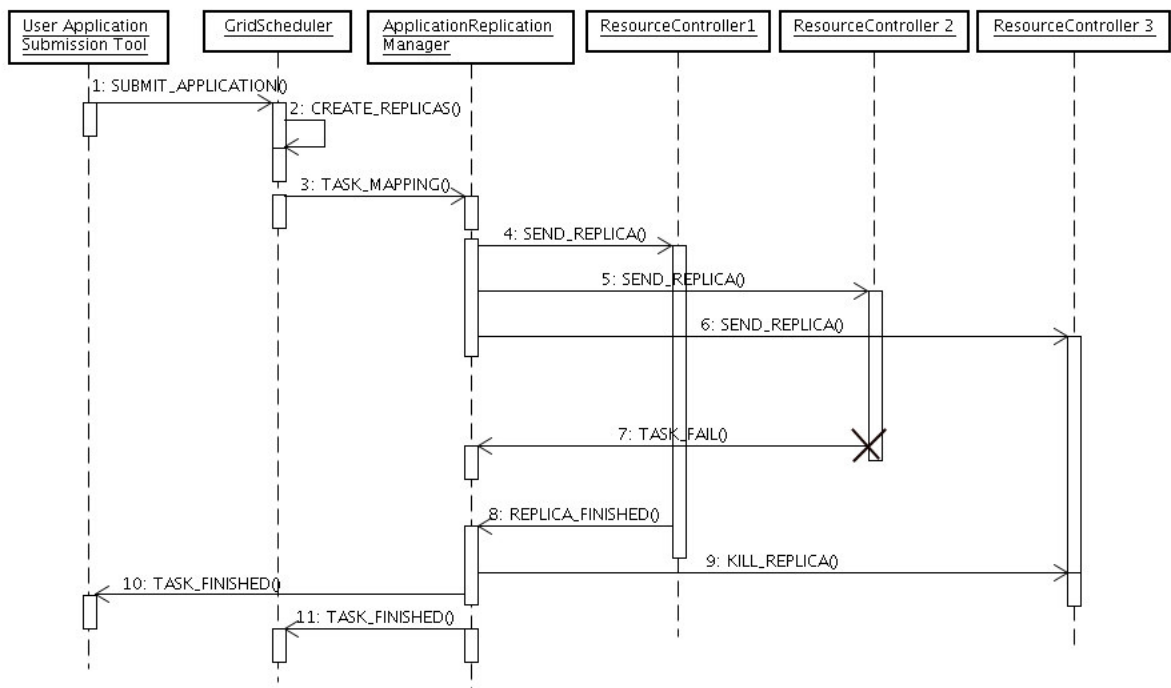 User Application
Submission Tool
GridScheduler
ApplicationReplication
Manager
ResourceController1
ResourceController 2
ResourceController 3
1: SUBMIT_APPLICATION()
2: CREATE_REPLICAS()
3: TASK_MAPPING()
4: SEND_REPLICA()
5: SEND_REPLICA()
6: SEND_REPLICA()
7: TASK_FAIL()
8: REPLICA_FINISHED()
9: KILL_REPLICA()
10: TASK_FINISHED()
11: TASK_FINISHED()